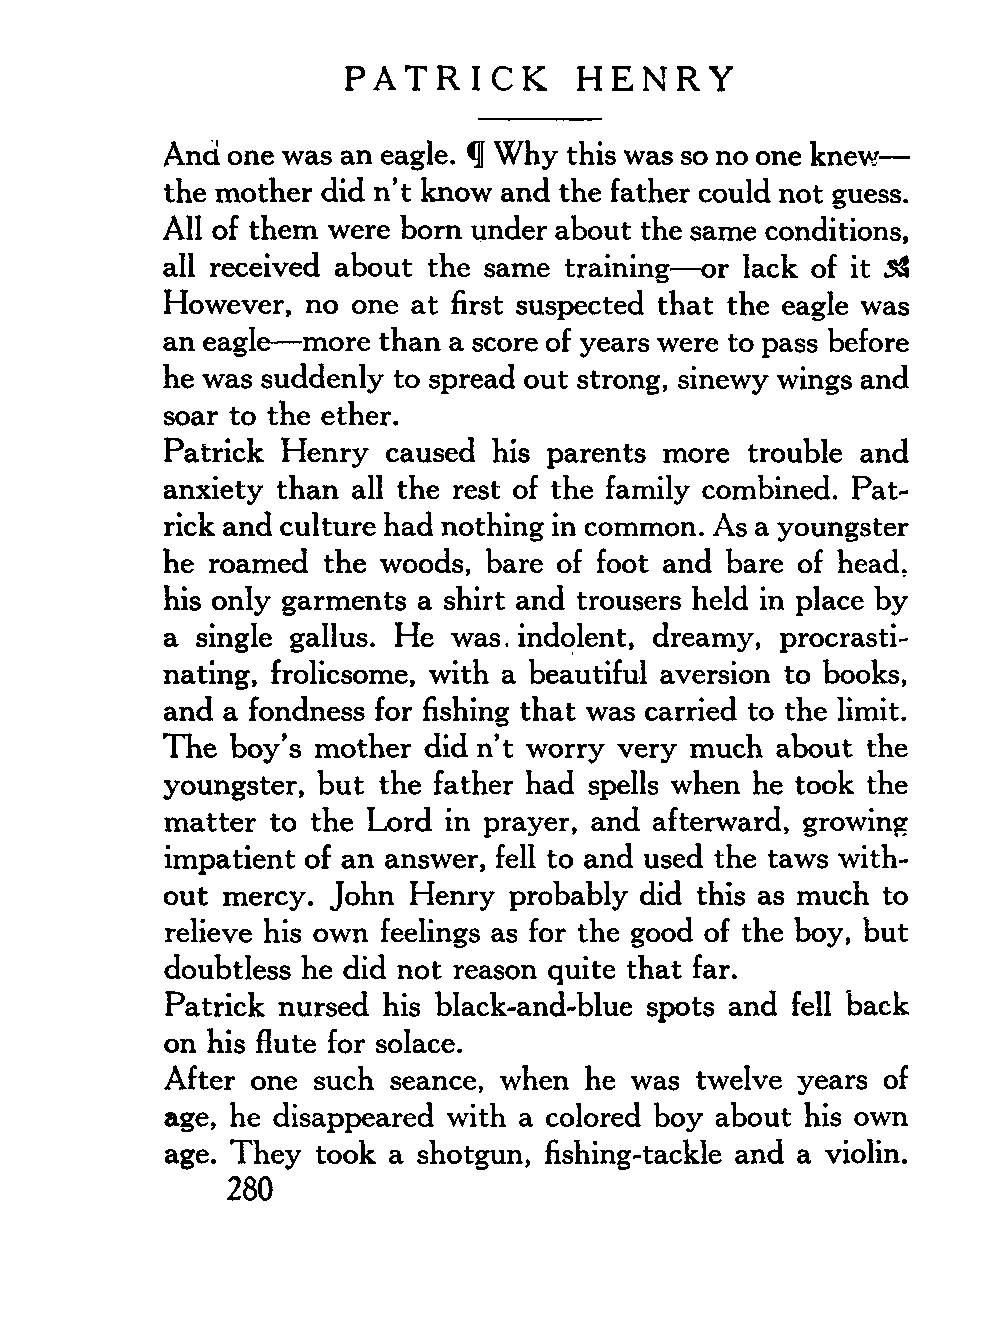 PATRICK HENRY
And one was an eagle. ¶ Why this was so no one knew—
the mother did n't know and the father could not guess.
All of them were born under about the same conditions,
all received about the same training—or lack of it
However, no one at first suspected that the eagle was
an eagle—more than a score of years were to pass before
he was suddenly to spread out strong, sinewy wings and
soar to the ether.
Patrick Henry caused his parents more trouble and
anxiety than all the rest of the family combined. Pat-
rick and culture had nothing in common. As a youngster
he roamed the woods, bare of foot and bare of head,
his only garments a shirt and trousers held in place by
a single gallus. He was indolent, dreamy, procrasti-
nating, frolicsome, with a beautiful aversion to books,
and a fondness for fishing that was carried to the limit.
The boy's mother did n't worry very much about the
youngster, but the father had spells when he took the
matter to the Lord in prayer, and afterward, growing
impatient of an answer, fell to and used the taws with-
out mercy. John Henry probably did this as much to
relieve his own feelings as for the good of the boy, but
doubtless he did not reason quite that far.
Patrick nursed his black-and-blue spots and fell back
on his flute for solace.
After one such seance, when he was twelve years of
age, he disappeared with a colored boy about his own
age. They took a shotgun, fishing-tackle and a violin.
280